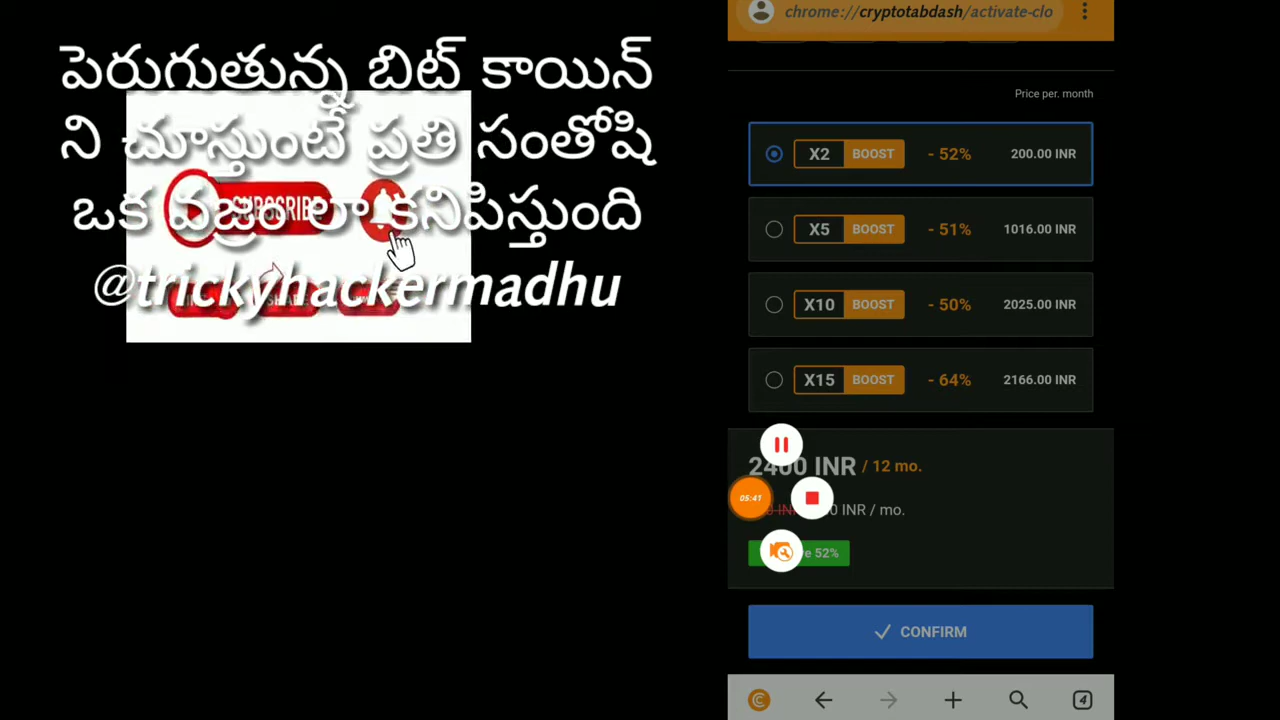 పెరుగుతున్న బిట్ కాయిన్
ని చూస్తుంటే ప్రతి సంతోషి
ఒక వజ్రం లా కనిపిస్తుంది
@trickyhackermadhu
SUBSCRIBE
chrome://cryptotabdash/activate-clo
Price per. month
X2 BOOST - 52% 200.00 INR
X5 BOOST - 51% 1016.00 INR
X10 BOOST - 50% 2025.00 INR
X15 BOOST - 64% 2166.00 INR
2400 INR / 12 mo.
05:41
INR / mo.
52%
CONFIRM
4